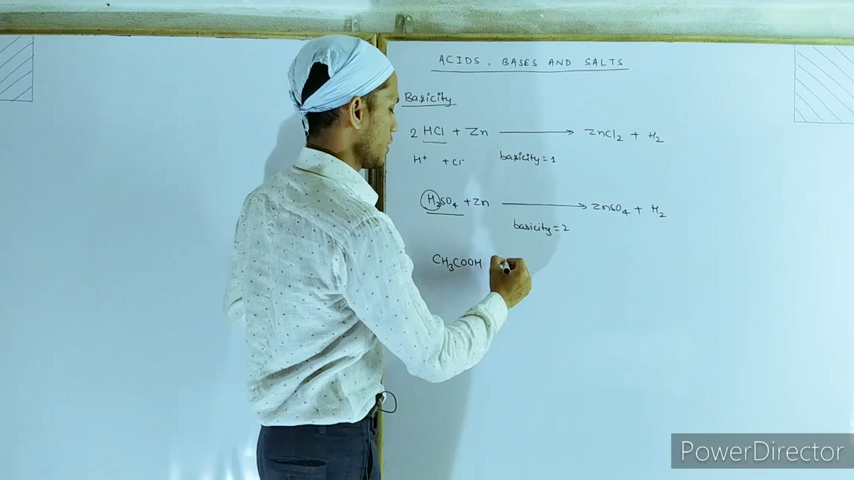 ACIDS, BASES AND SALTS
Basicity
2 HCl + Zn ⟶ ZnCl₂ + H₂
H⁺ + Cl⁻ basicity = 1
H₂SO₄ + Zn ⟶ ZnSO₄ + H₂
basicity = 2
CH₃COOH
PowerDirector